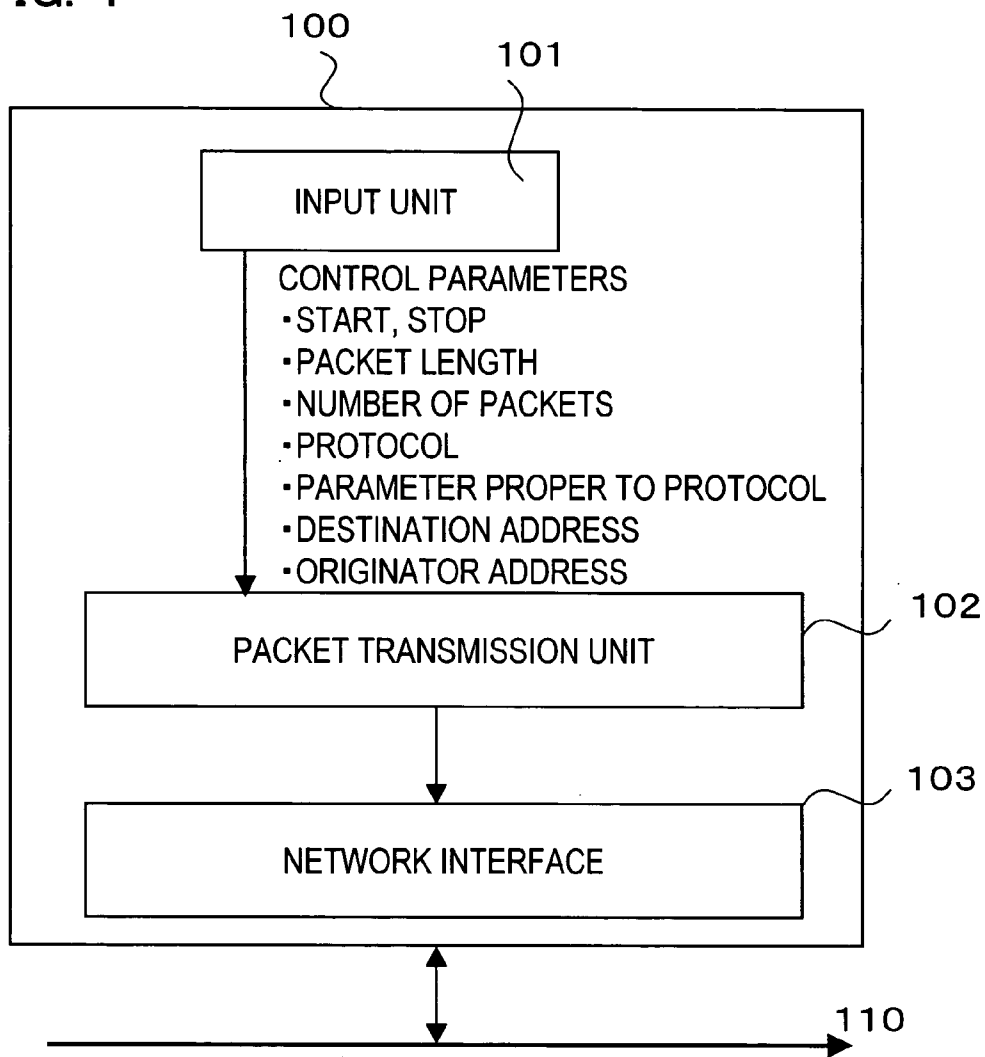 100
101
INPUT UNIT
CONTROL PARAMETERS
・START, STOP
・PACKET LENGTH
・NUMBER OF PACKETS
・PROTOCOL
・PARAMETER PROPER TO PROTOCOL
・DESTINATION ADDRESS
・ORIGINATOR ADDRESS
102
PACKET TRANSMISSION UNIT
103
NETWORK INTERFACE
110